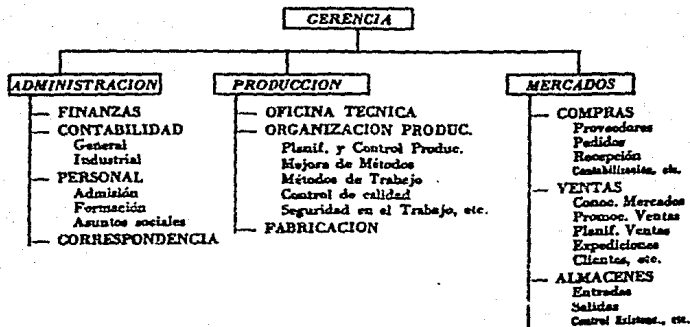 GERENCIA
ADMINISTRACION
FINANZAS
CONTABILIDAD
General
Industrial
PERSONAL
Admisión
Formación
Asuntos sociales
CORRESPONDENCIA
PRODUCCION
OFICINA TECNICA
ORGANIZACION PRODUC.
Planif. y Control Produc.
Mejora de Métodos
Métodos de Trabajo
Control de calidad
Seguridad en el Trabajo, etc.
FABRICACION
MERCADOS
COMPRAS
Proveedores
Pedidos
Recepción
Contabilización, etc.
VENTAS
Conoc. Mercados
Promoc. Ventas
Planif. Ventas
Expediciones
Clientes, etc.
ALMACENES
Entradas
Salidas
Control Existenc., etc.